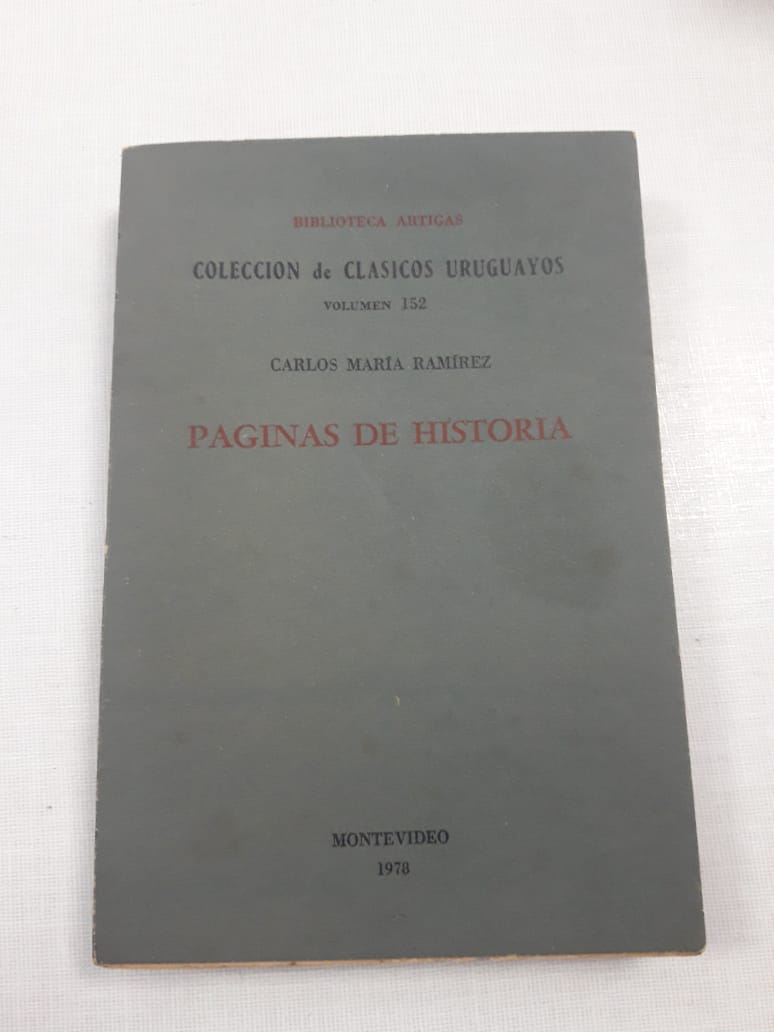 BIBLIOTECA ARTIGAS
COLECCION de CLASICOS URUGUAYOS
VOLUMEN 152
CARLOS MARÍA RAMÍREZ
PAGINAS DE HISTORIA
MONTEVIDEO
1978